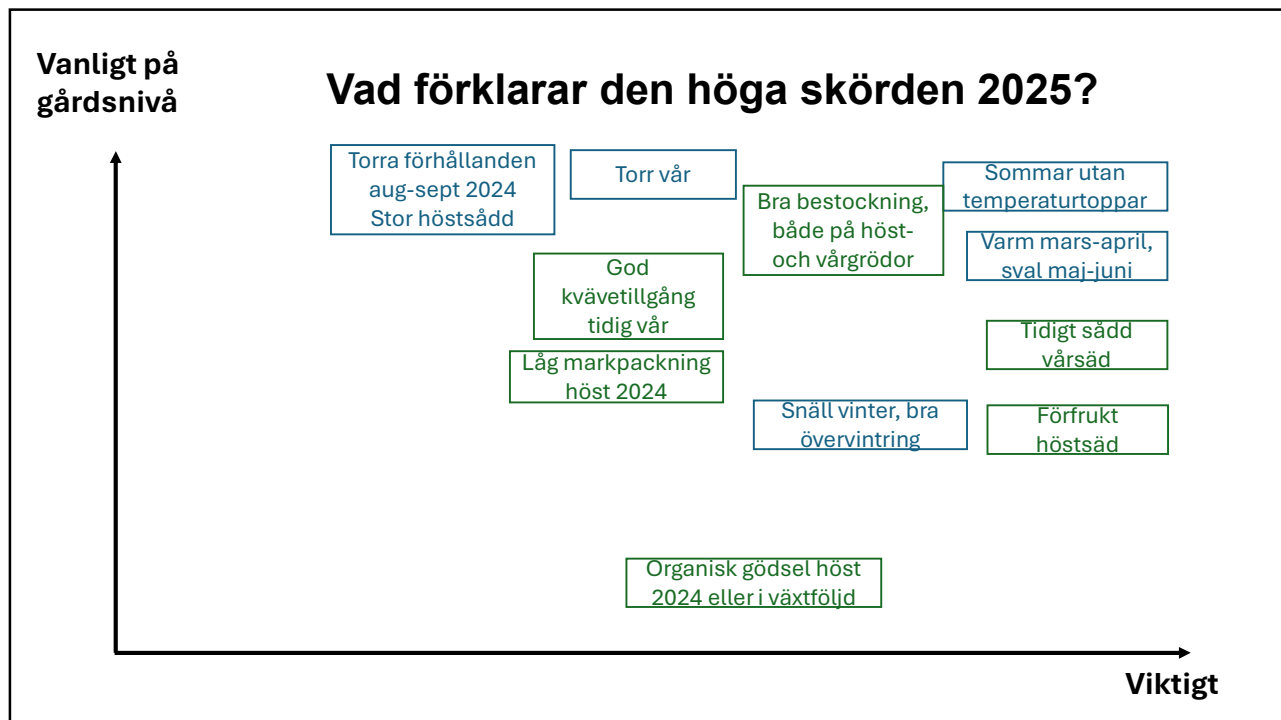 Vanligt på
gårdsnivå
Vad förklarar den höga skörden 2025?
Torra förhållanden
aug-sept 2024
Stor höstsådd
Torr vår
Bra bestockning,
både på höst-
och vårgrödor
Sommar utan
temperaturtoppar
Varm mars-april,
sval maj-juni
God
kvävetillgång
tidig vår
Låg markpackning
höst 2024
Tidigt sådd
vårsäd
Snäll vinter, bra
övervintring
Förfrukt
höstsäd
Organisk gödsel höst
2024 eller i växtföljd
Viktigt